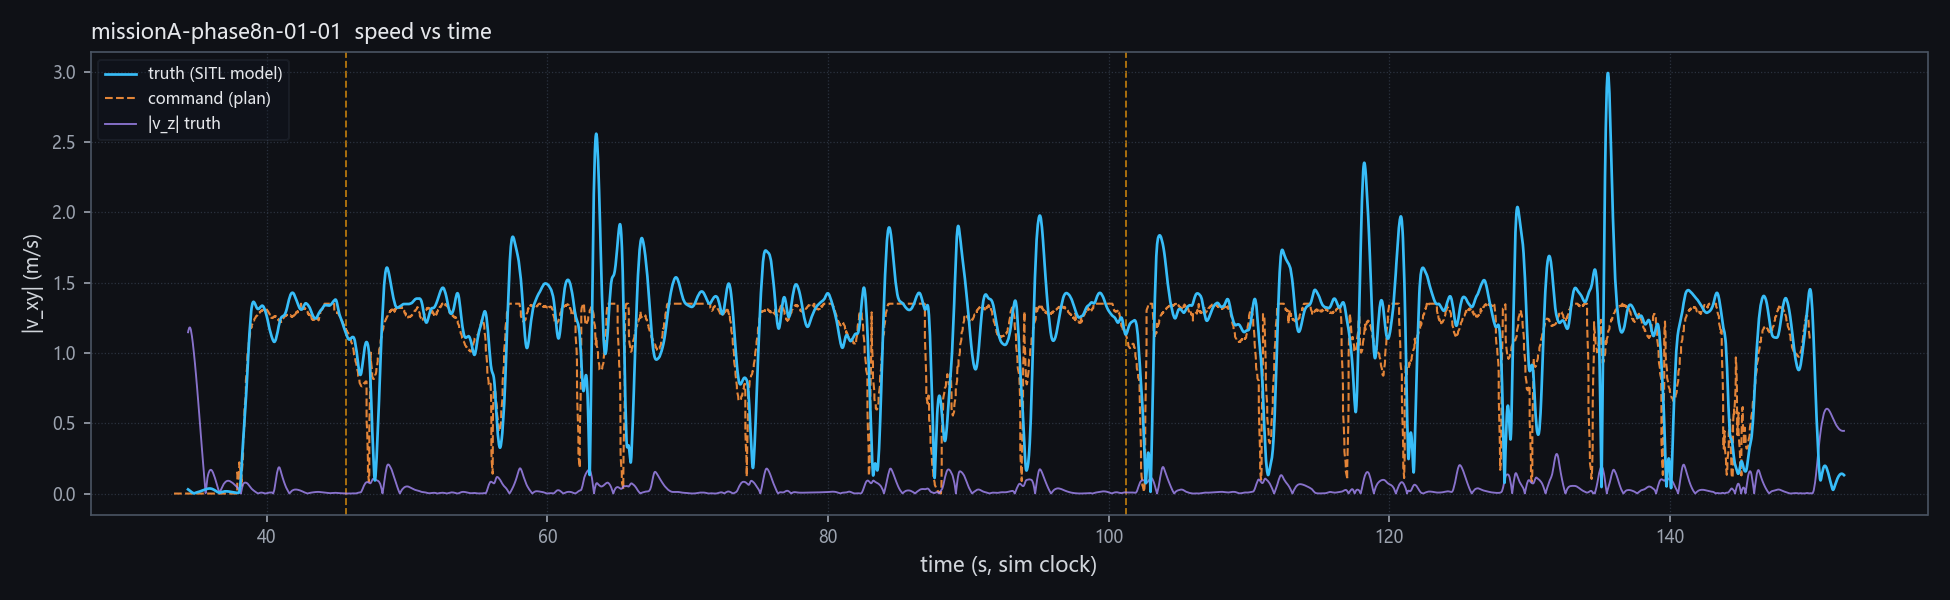 missionA-phase8n-01-01 speed vs time
truth (SITL model)
command (plan)
|v_z| truth
|v_xy| (m/s)
3.0
2.5
2.0
1.5
1.0
0.5
0.0
40 60 80 100 120 140
time (s, sim clock)